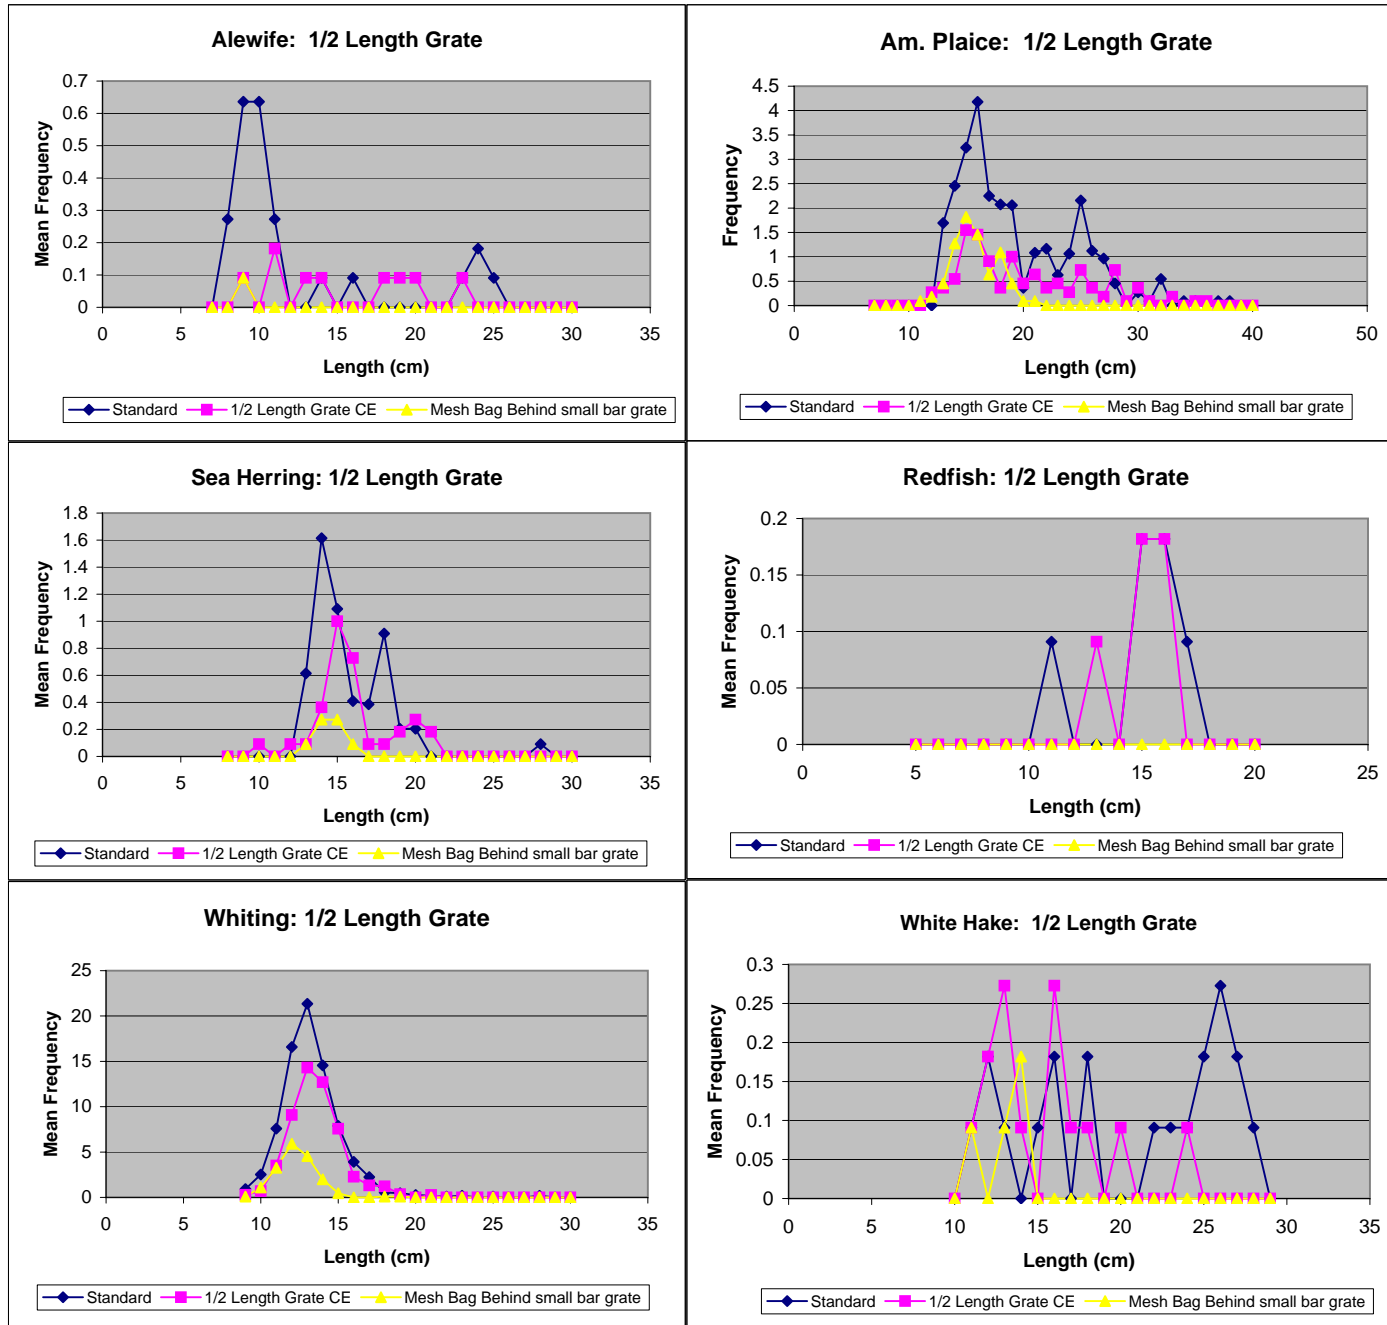 Alewife: 1/2 Length Grate
Mean Frequency
0.7
0.6
0.5
0.4
0.3
0.2
0.1
0
0 5 10 15 20 25 30 35
Length (cm)
Standard 1/2 Length Grate CE Mesh Bag Behind small bar grate
Am. Plaice: 1/2 Length Grate
Frequency
4.5
4
3.5
3
2.5
2
1.5
1
0.5
0
0 10 20 30 40 50
Length (cm)
Standard 1/2 Length Grate CE Mesh Bag Behind small bar grate
Sea Herring: 1/2 Length Grate
Mean Frequency
1.8
1.6
1.4
1.2
1
0.8
0.6
0.4
0.2
0
0 5 10 15 20 25 30 35
Length (cm)
Standard 1/2 Length Grate CE Mesh Bag Behind small bar grate
Redfish: 1/2 Length Grate
Mean Frequency
0.2
0.15
0.1
0.05
0
0 5 10 15 20 25
Length (cm)
Standard 1/2 Length Grate CE Mesh Bag Behind small bar grate
Whiting: 1/2 Length Grate
Mean Frequency
25
20
15
10
5
0
0 5 10 15 20 25 30 35
Length (cm)
Standard 1/2 Length Grate CE Mesh Bag Behind small bar grate
White Hake: 1/2 Length Grate
Mean Frequency
0.3
0.25
0.2
0.15
0.1
0.05
0
0 5 10 15 20 25 30 35
Length (cm)
Standard 1/2 Length Grate CE Mesh Bag Behind small bar grate